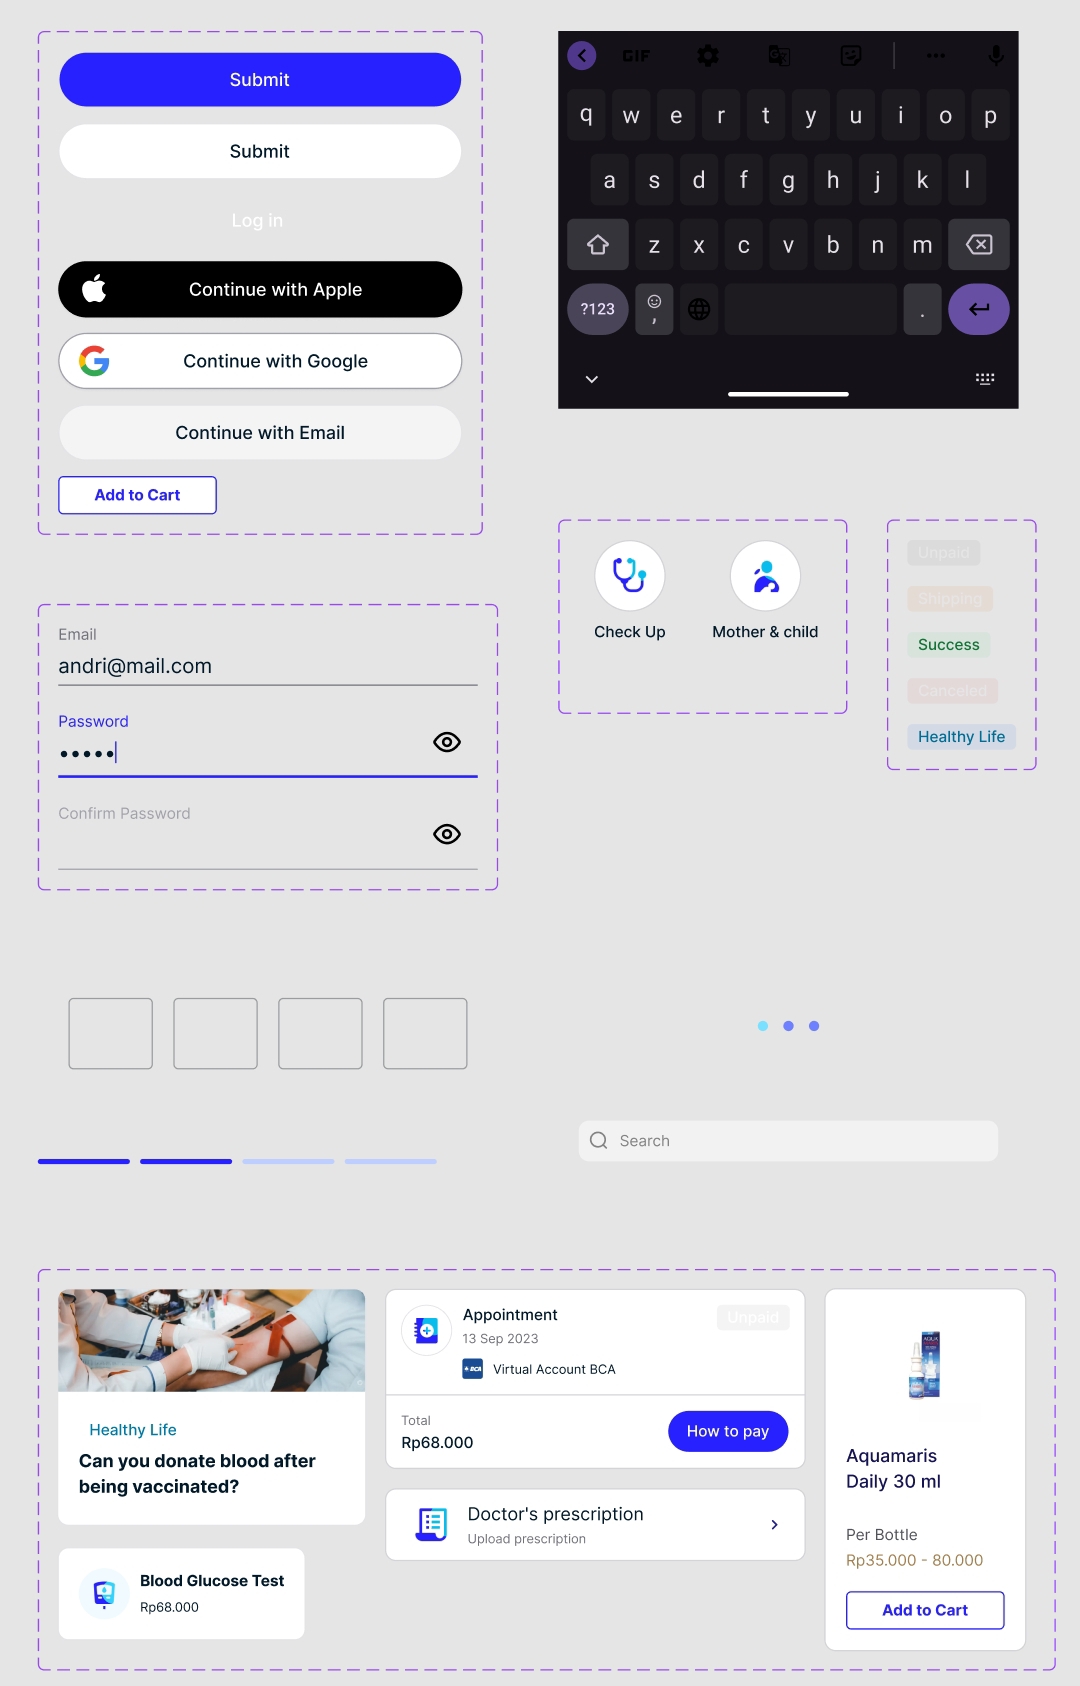 Submit
Submit
Log in
Continue with Apple
Continue with Google
Continue with Email
Add to Cart
GIF
q w e r t y u i o p
a s d f g h j k l
z x c v b n m
?123 , .
Check Up
Mother & child
Unpaid
Shipping
Success
Canceled
Healthy Life
Email
andri@mail.com
Password
•••••
Confirm Password
Search
Healthy Life
Can you donate blood after
being vaccinated?
Blood Glucose Test
Rp68.000
Appointment
Unpaid
13 Sep 2023
BCA
Virtual Account BCA
Total
Rp68.000
How to pay
Doctor's prescription
Upload prescription
AQUA
Aquamaris
Daily 30 ml
Per Bottle
Rp35.000 - 80.000
Add to Cart